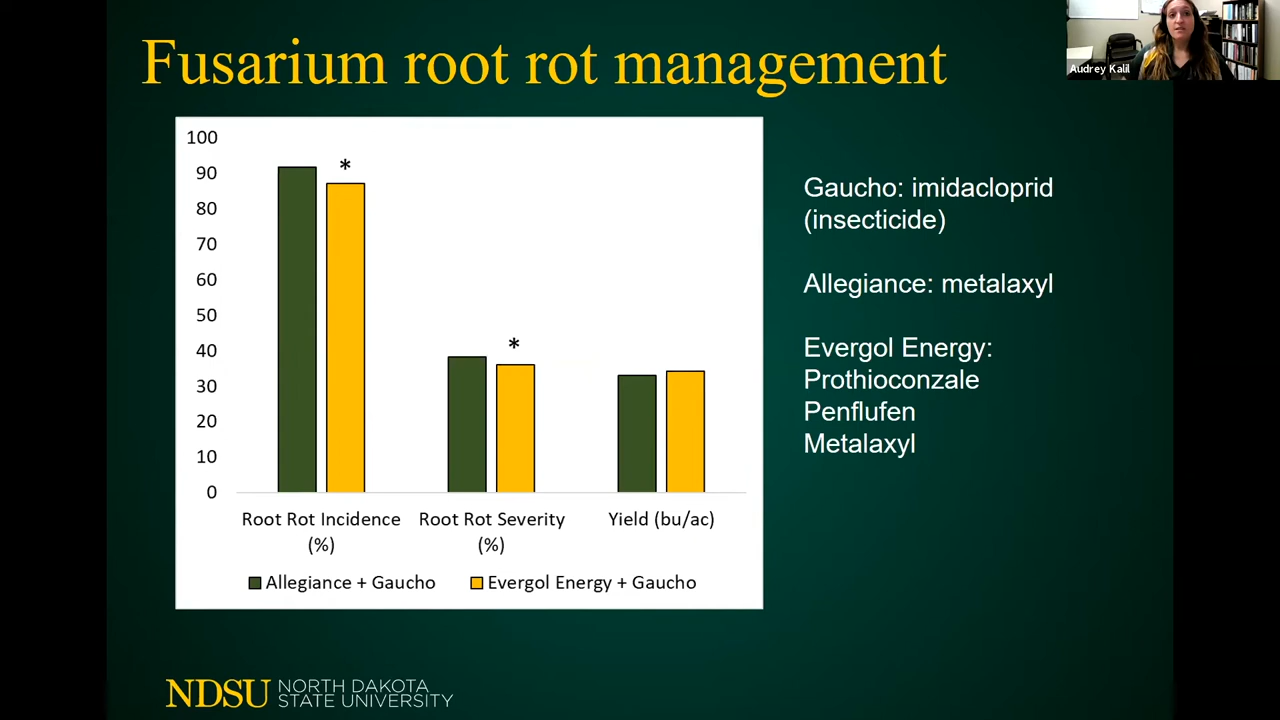 Fusarium root rot management
Audrey Kalil
100
90
80
70
60
50
40
30
20
10
0
*
*
Root Rot Incidence
(%)
Root Rot Severity
(%)
Yield (bu/ac)
Allegiance + Gaucho
Evergol Energy + Gaucho
Gaucho: imidacloprid
(insecticide)
Allegiance: metalaxyl
Evergol Energy:
Prothioconzale
Penflufen
Metalaxyl
NDSU
NORTH DAKOTA
STATE UNIVERSITY